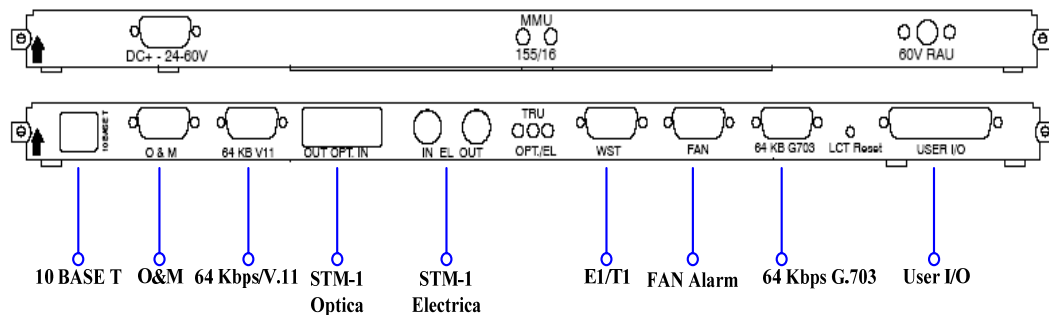 MMU
DC+ - 24-60V 155/16 60V RAU
10 BASE T
TRU
O & M 64 KB V11 OUT OPT. IN IN EL OUT OPT./EL WST FAN 64 KB G703 LCT Reset USER I/O
10 BASE T O&M 64 Kbps/V.11 STM-1 STM-1 E1/T1 FAN Alarm 64 Kbps G.703 User I/O
Optica Electrica